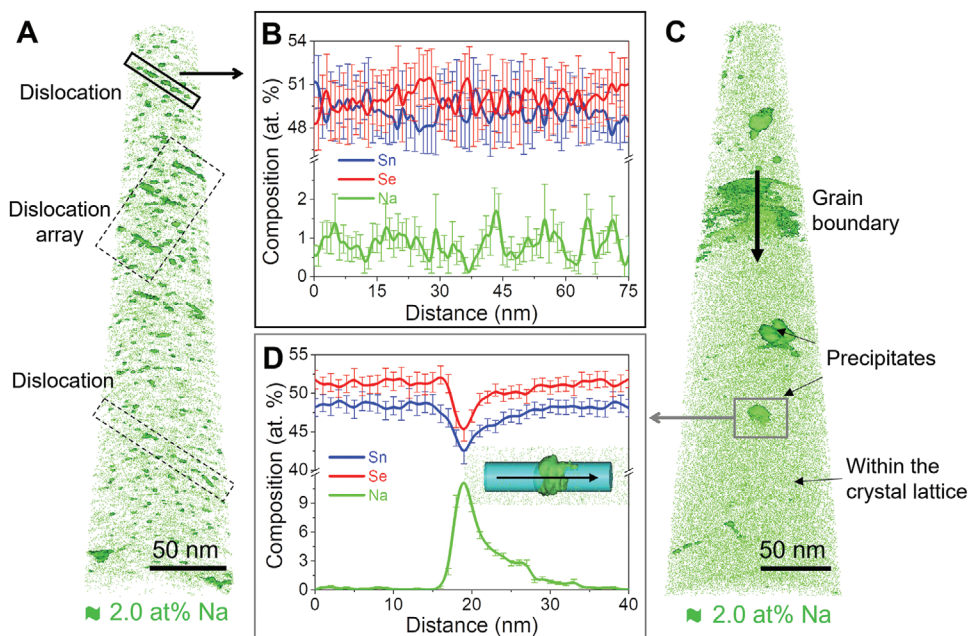 A
Dislocation
Dislocation
array
Dislocation
50 nm
2.0 at% Na
B
Composition (at. %)
54
51
48
2
1
0
Sn
Se
Na
0 15 30 45 60 75
Distance (nm)
D
Composition (at. %)
55
50
45
40
9
6
3
0
Sn
Se
Na
0 10 20 30 40
Distance (nm)
C
Grain
boundary
Precipitates
Within the
crystal lattice
50 nm
2.0 at% Na